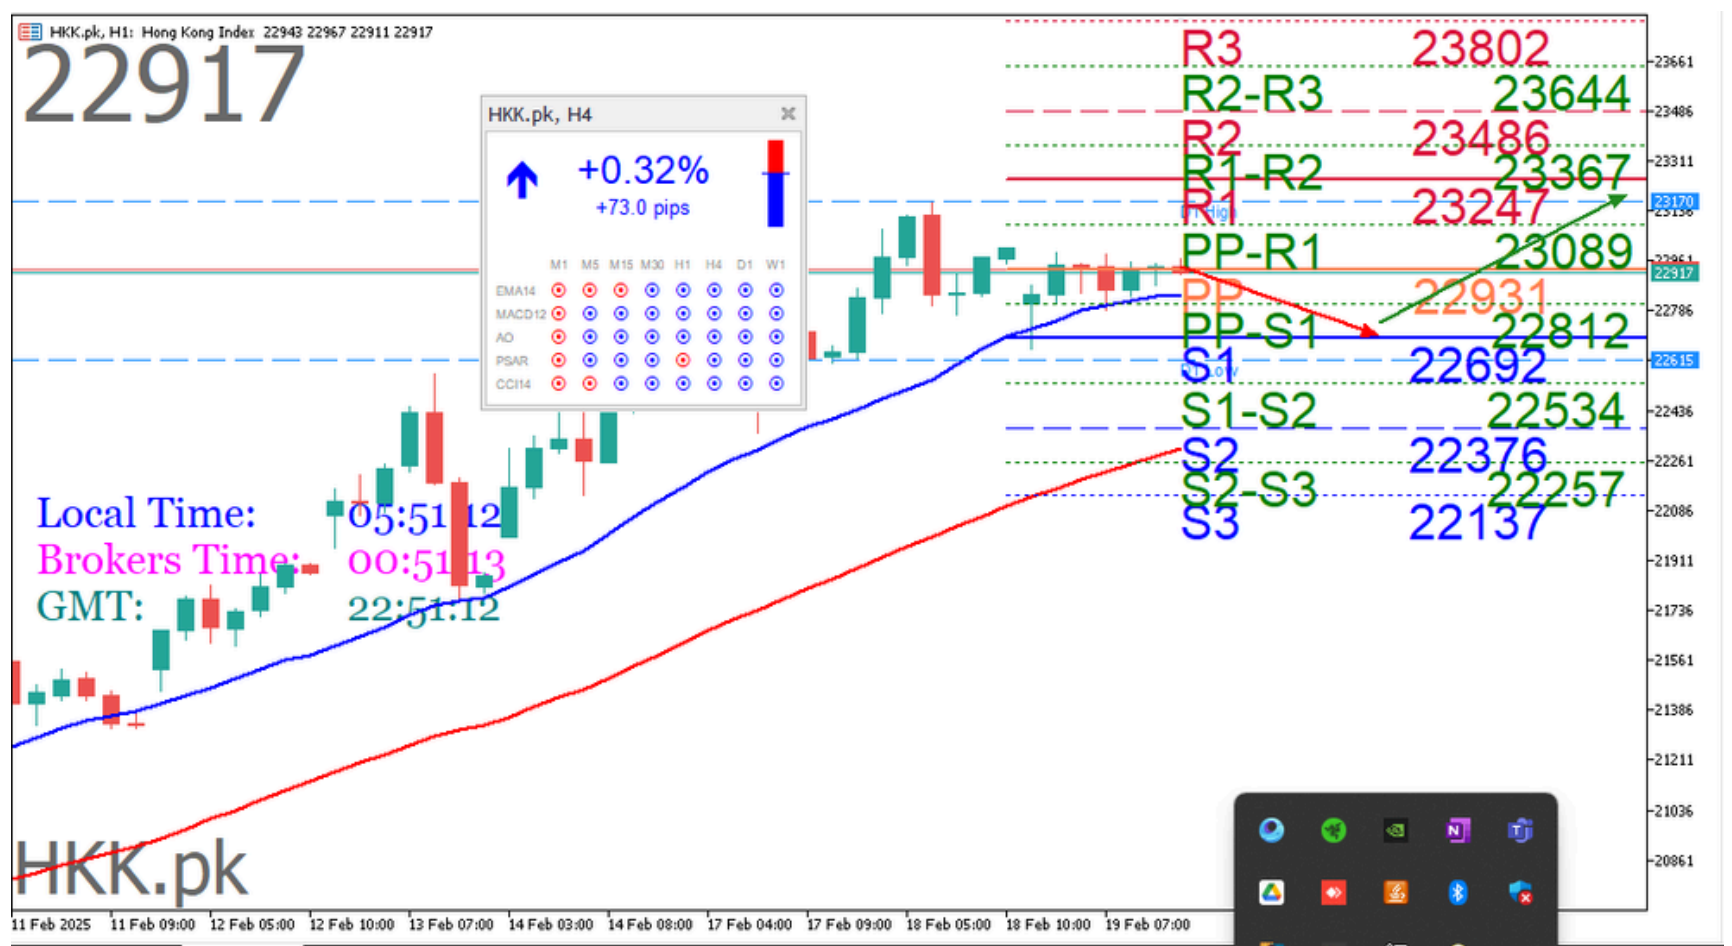 HKK.pk, H1: Hong Kong Index 22943 22967 22911 22917
22917
HKK.pk, H4
+0.32%
+73.0 pips
M1 M5 M15 M30 H1 H4 D1 W1
EMA14
MACD12
AO
PSAR
CCI14
R3 23802
R2-R3 23644
R2 23486
R1-R2 23367
R1 23247
D1 High
PP-R1 23089
PP 22931
PP-S1 22812
S1 22692
D1 Low
S1-S2 22534
S2 22376
S2-S3 22257
S3 22137
23661
23486
23311
23170
23136
22961
22917
22786
22615
22436
22261
22086
21911
21736
21561
21386
21211
21036
20861
Local Time: 05:51:12
Brokers Time: 00:51:13
GMT: 22:51:12
HKK.pk
11 Feb 2025 11 Feb 09:00 12 Feb 05:00 12 Feb 10:00 13 Feb 07:00 14 Feb 03:00 14 Feb 08:00 17 Feb 04:00 17 Feb 09:00 18 Feb 05:00 18 Feb 10:00 19 Feb 07:00